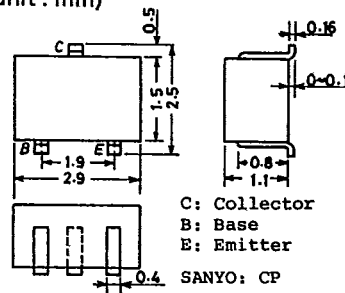 unit: mm)
C
0.5
0.16
1.5
2.5
0~0.1
B
E
1.9
2.9
0.8
1.1
C: Collector
B: Base
E: Emitter
0.4
SANYO: CP